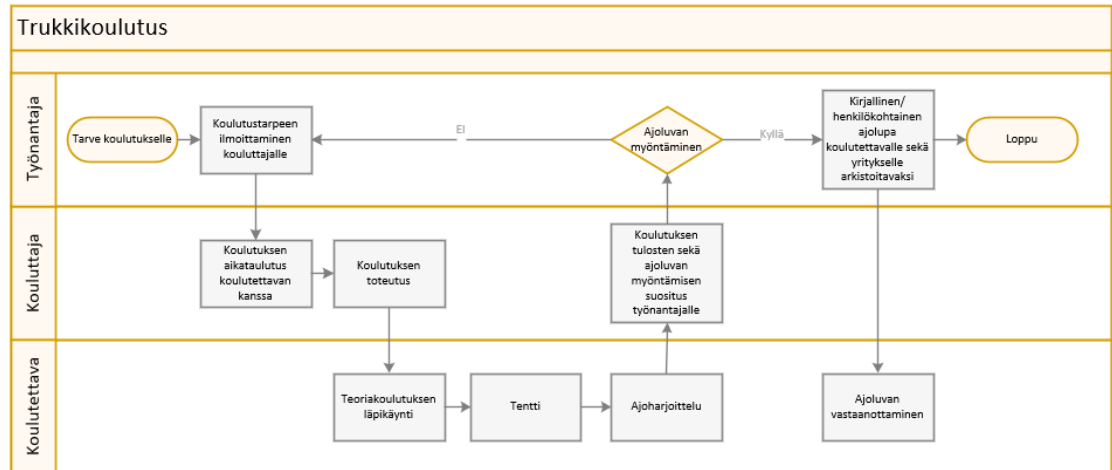 Trukkikoulutus
Työnantaja
Tarve koulutukselle
Koulutustarpeen
ilmoittaminen
kouluttajalle
EI
Ajoluvan
myöntäminen
Kyllä
Kirjallinen/
henkilökohtainen
ajolupa
koulutettavalle sekä
yritykselle
arkistoitavaksi
Loppu
Kouluttaja
Koulutuksen
aikataulutus
koulutettavan
kanssa
Koulutuksen
toteutus
Koulutuksen
tulosten sekä
ajoluvan
myöntämisen
suositus
työnantajalle
Koulutettava
Teoriakoulutuksen
läpikäynti
Tentti
Ajoharjoittelu
Ajoluvan
vastaanottaminen